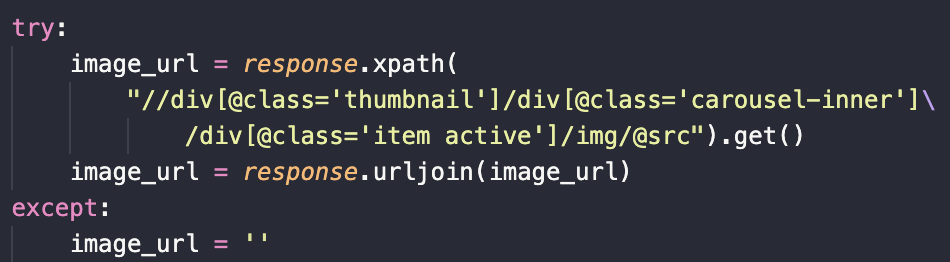 try:
    image_url = response.xpath(
        "//div[@class='thumbnail']/div[@class='carousel-inner']\
            /div[@class='item active']/img/@src").get()
    image_url = response.urljoin(image_url)
except:
    image_url = ''